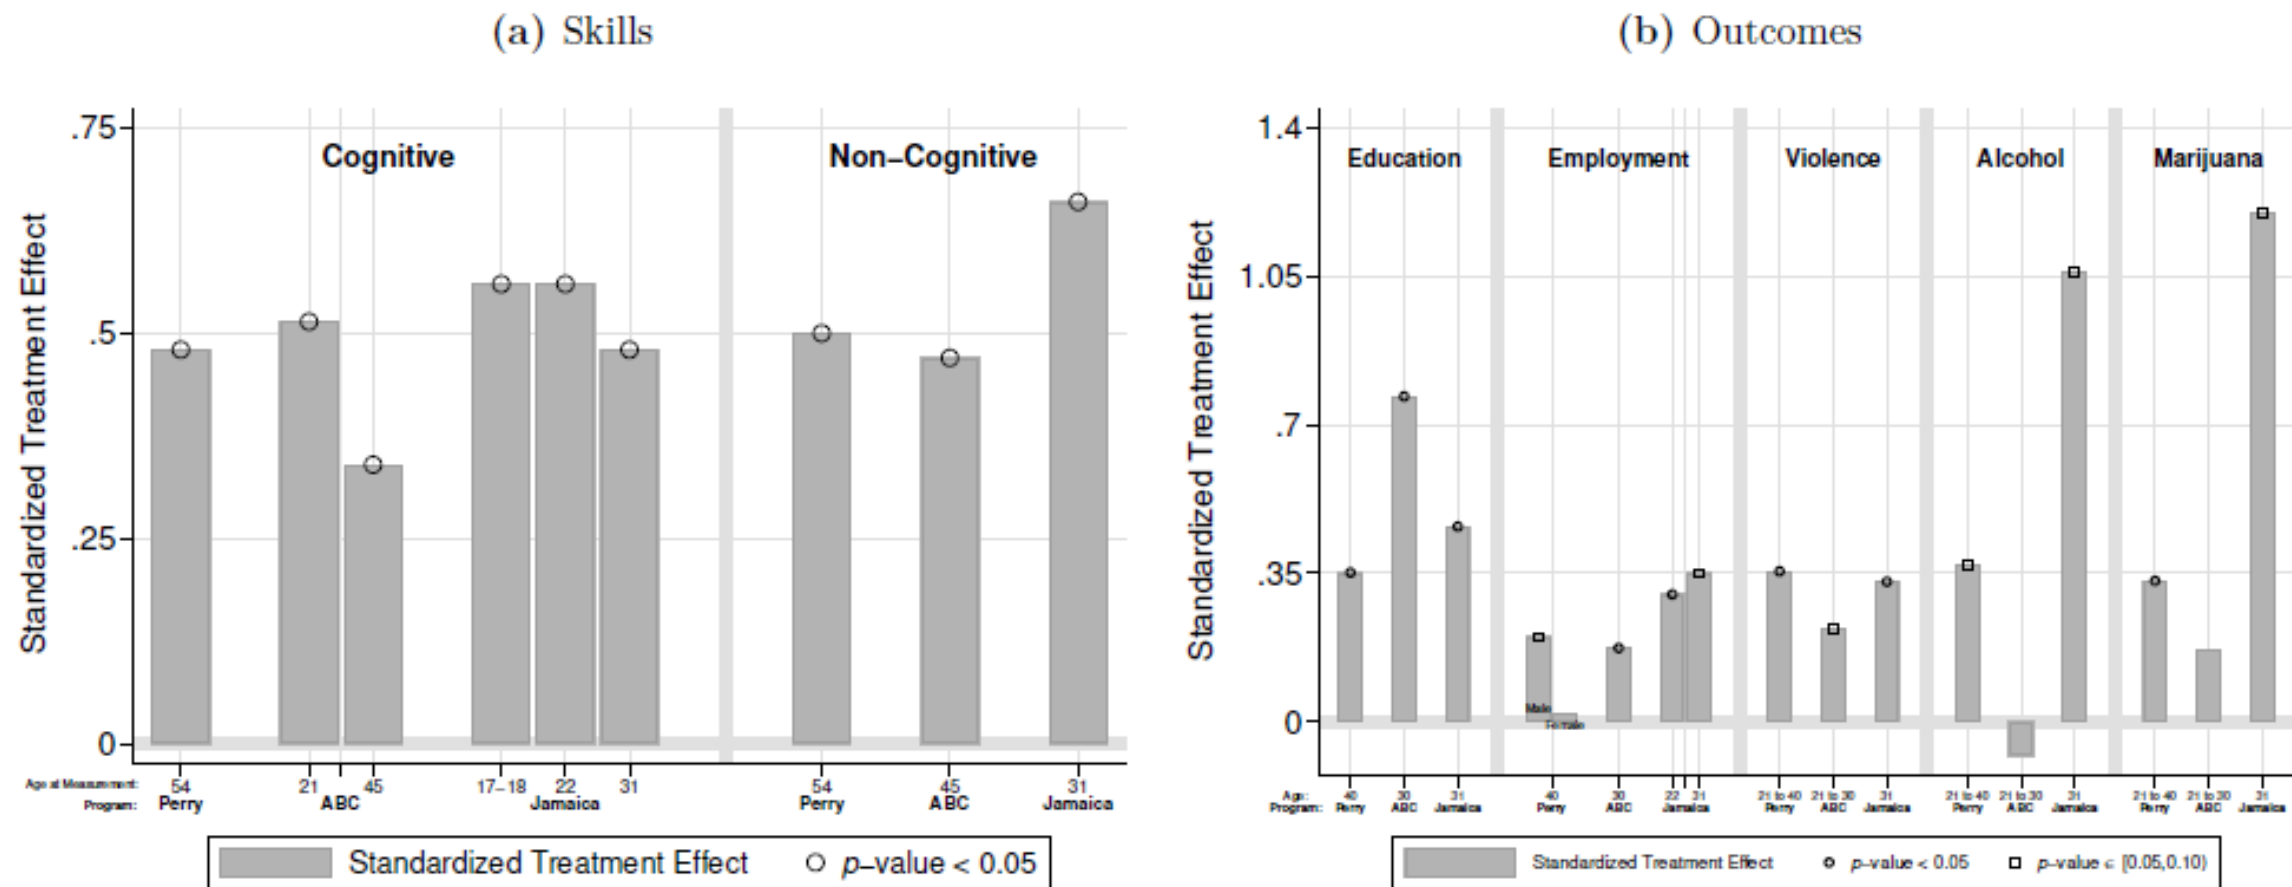 (a) Skills
.75
.5
.25
0
Standardized Treatment Effect
Cognitive
Non-Cognitive
Age at Measurement: 54 21 45 17-18 22 31 54 45 31
Program: Perry ABC Jamaica Perry ABC Jamaica
Standardized Treatment Effect p-value < 0.05
(b) Outcomes
1.4
1.05
.7
.35
0
Standardized Treatment Effect
Education Employment Violence Alcohol Marijuana
Male
Female
Age: 40 30 31 40 30 22 31 21 to 40 21 to 30 31 21 to 40 21 to 30 31 21 to 40 21 to 30 31
Program: Perry ABC Jamaica Perry ABC Jamaica Perry ABC Jamaica Perry ABC Jamaica Perry ABC Jamaica
Standardized Treatment Effect p-value < 0.05 p-value ∈ [0.05,0.10)